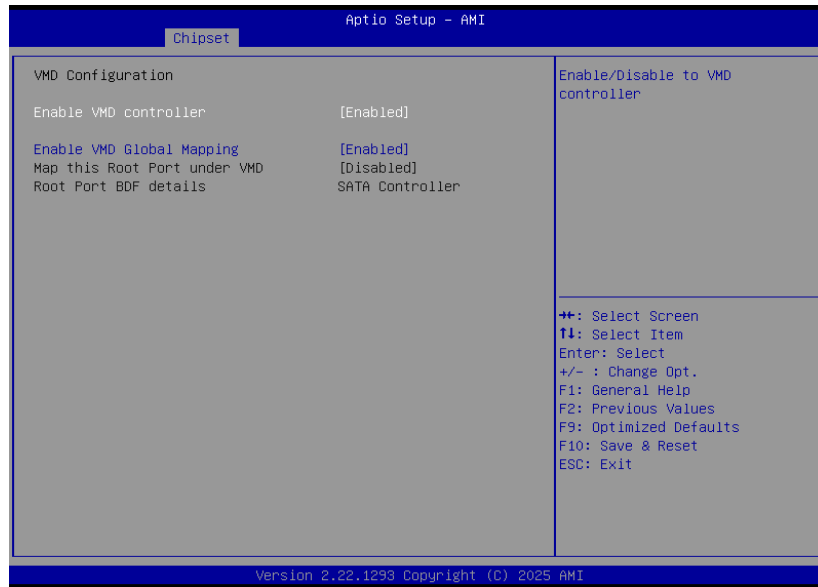 Aptio Setup – AMI
Chipset
VMD Configuration
Enable VMD controller [Enabled]
Enable VMD Global Mapping [Enabled]
Map this Root Port under VMD [Disabled]
Root Port BDF details SATA Controller
Enable/Disable to VMD
controller
→←: Select Screen
↑↓: Select Item
Enter: Select
+/- : Change Opt.
F1: General Help
F2: Previous Values
F9: Optimized Defaults
F10: Save & Reset
ESC: Exit
Version 2.22.1293 Copyright (C) 2025 AMI